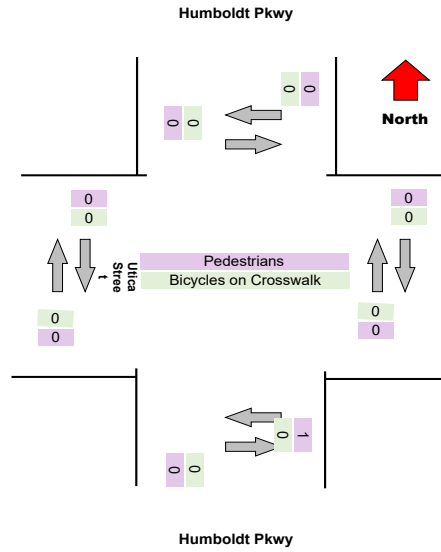 Humboldt Pkwy
0 0
0 0
North
0
0
0
0
Utica
Stree
t
Pedestrians
Bicycles on Crosswalk
0
0
0
0
0 1
0 0
Humboldt Pkwy